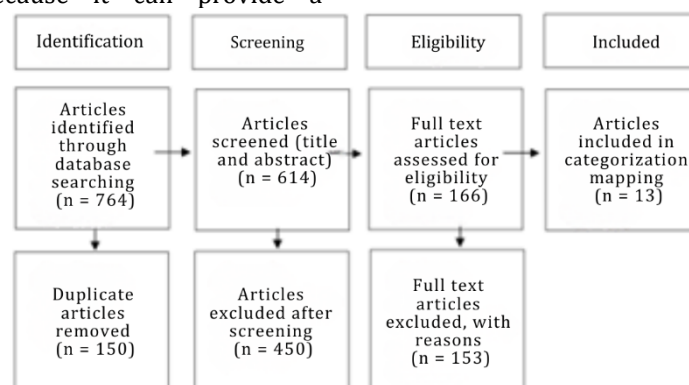 because it can provide a
Identification
Screening
Eligibility
Included
Articles
identified
through
database
searching
(n = 764)
Articles
screened (title
and abstract)
(n = 614)
Full text
articles
assessed for
eligibility
(n = 166)
Articles
included in
categorization
mapping
(n = 13)
Duplicate
articles
removed
(n = 150)
Articles
excluded after
screening
(n = 450)
Full text
articles
excluded, with
reasons
(n = 153)